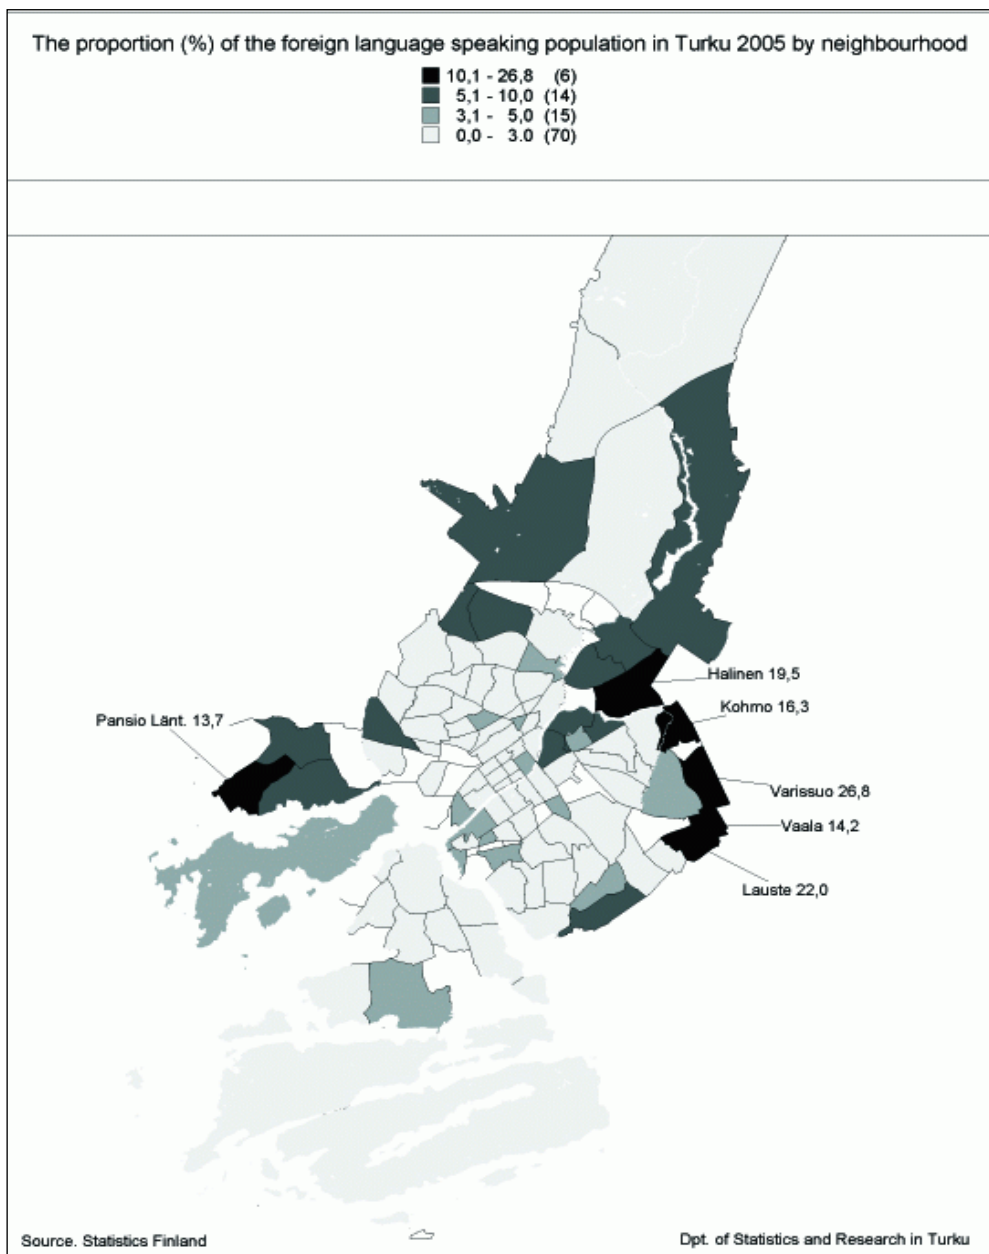 The proportion (%) of the foreign language speaking population in Turku 2005 by neighbourhood
10,1 - 26,8 (6)
5,1 - 10,0 (14)
3,1 - 5,0 (15)
0,0 - 3.0 (70)
Halinen 19,5
Kohmo 16,3
Pansio Länt. 13,7
Varissuo 26,8
Vaala 14,2
Lauste 22,0
Source. Statistics Finland
Dpt. of Statistics and Research in Turku